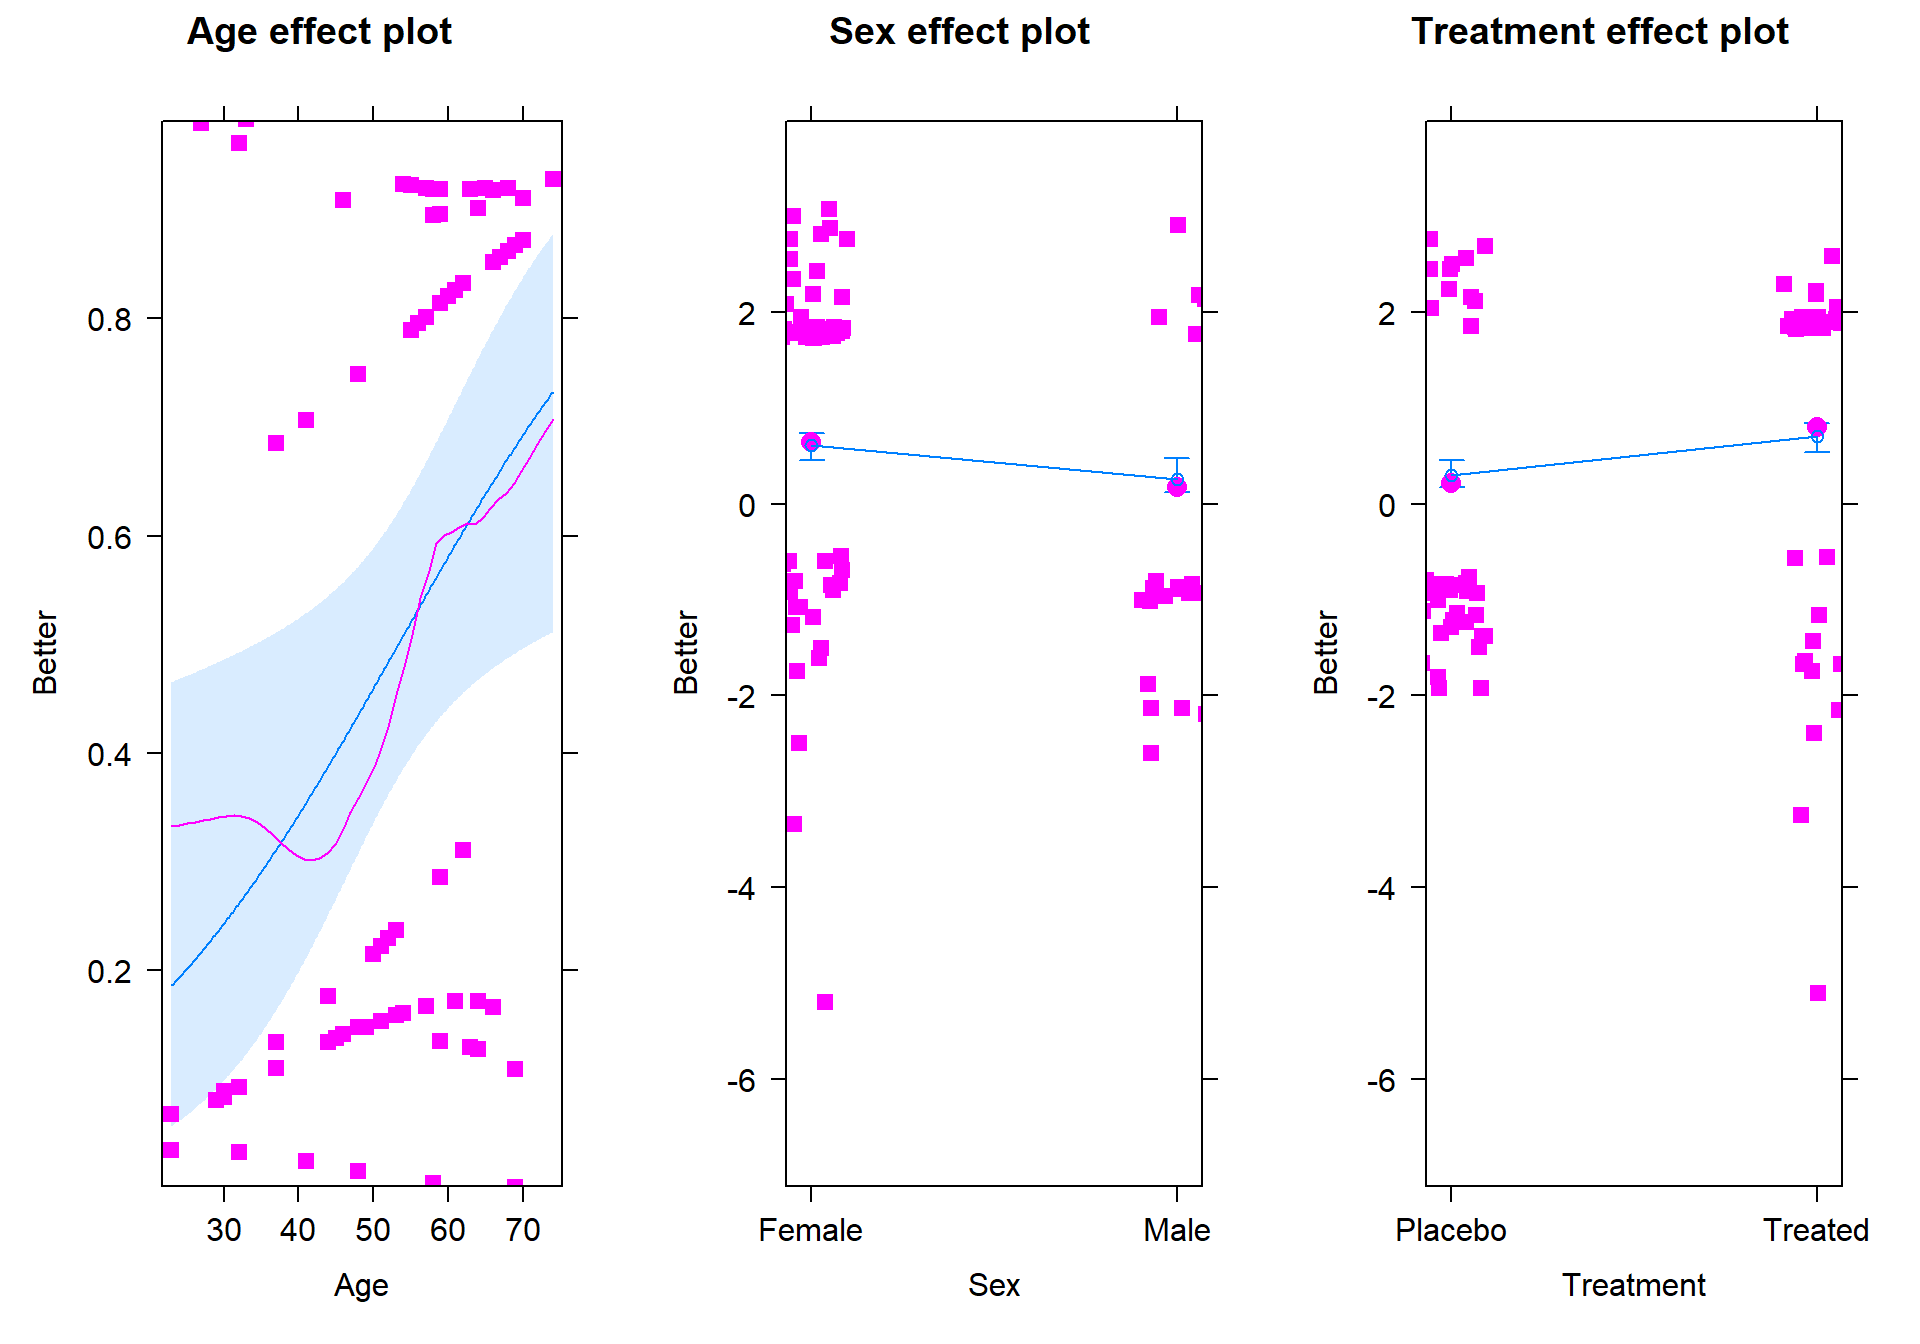 Age effect plot
Better
0.8
0.6
0.4
0.2
30 40 50 60 70
Age
Sex effect plot
Better
2
0
-2
-4
-6
Female Male
Sex
Treatment effect plot
Better
2
0
-2
-4
-6
Placebo Treated
Treatment